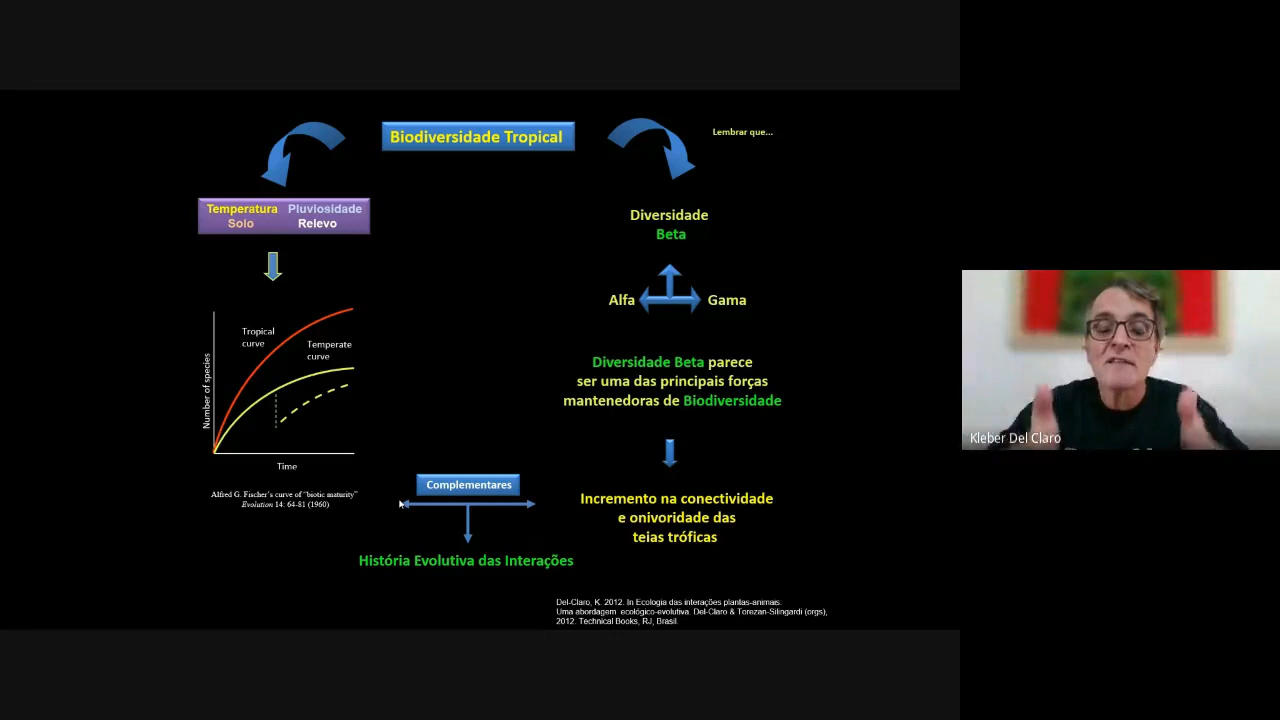 Biodiversidade Tropical
Lembrar que...
Temperatura Pluviosidade
Solo Relevo
Tropical
curve
Temperate
curve
Number of species
Time
Alfred G. Fischer's curve of "biotic maturity"
Evolution 14: 64-81 (1960)
Diversidade
Beta
Alfa Gama
Diversidade Beta parece
ser uma das principais forças
mantenedoras de Biodiversidade
Incremento na conectividade
e onivoridade das
teias tróficas
Complementares
História Evolutiva das Interações
Del-Claro, K. 2012. In Ecologia das interações plantas-animais:
Uma abordagem ecológico-evolutiva. Del-Claro & Torezan-Silingardi (orgs),
2012. Technical Books, RJ, Brasil.
Kleber Del Claro